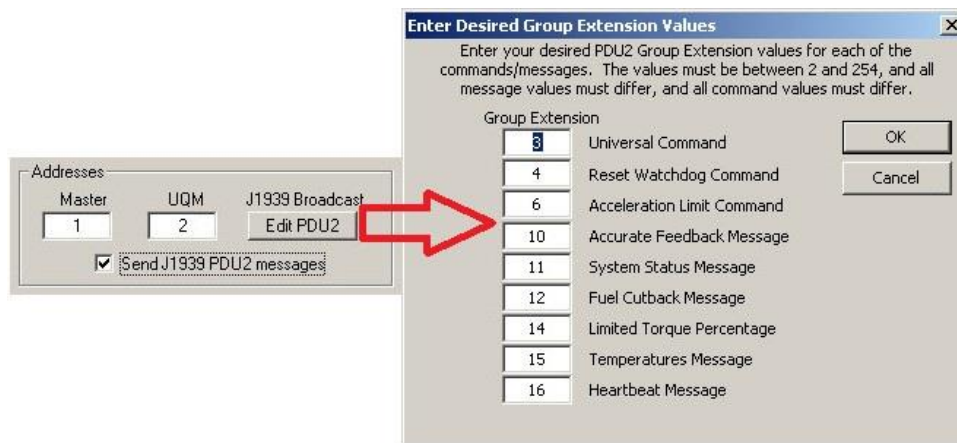 Addresses
Master UQM J1939 Broadcast
1 2 Edit PDU2
Send J1939 PDU2 messages
Enter Desired Group Extension Values
Enter your desired PDU2 Group Extension values for each of the
commands/messages. The values must be between 2 and 254, and all
message values must differ, and all command values must differ.
Group Extension
3 Universal Command
4 Reset Watchdog Command
6 Acceleration Limit Command
10 Accurate Feedback Message
11 System Status Message
12 Fuel Cutback Message
14 Limited Torque Percentage
15 Temperatures Message
16 Heartbeat Message
OK
Cancel